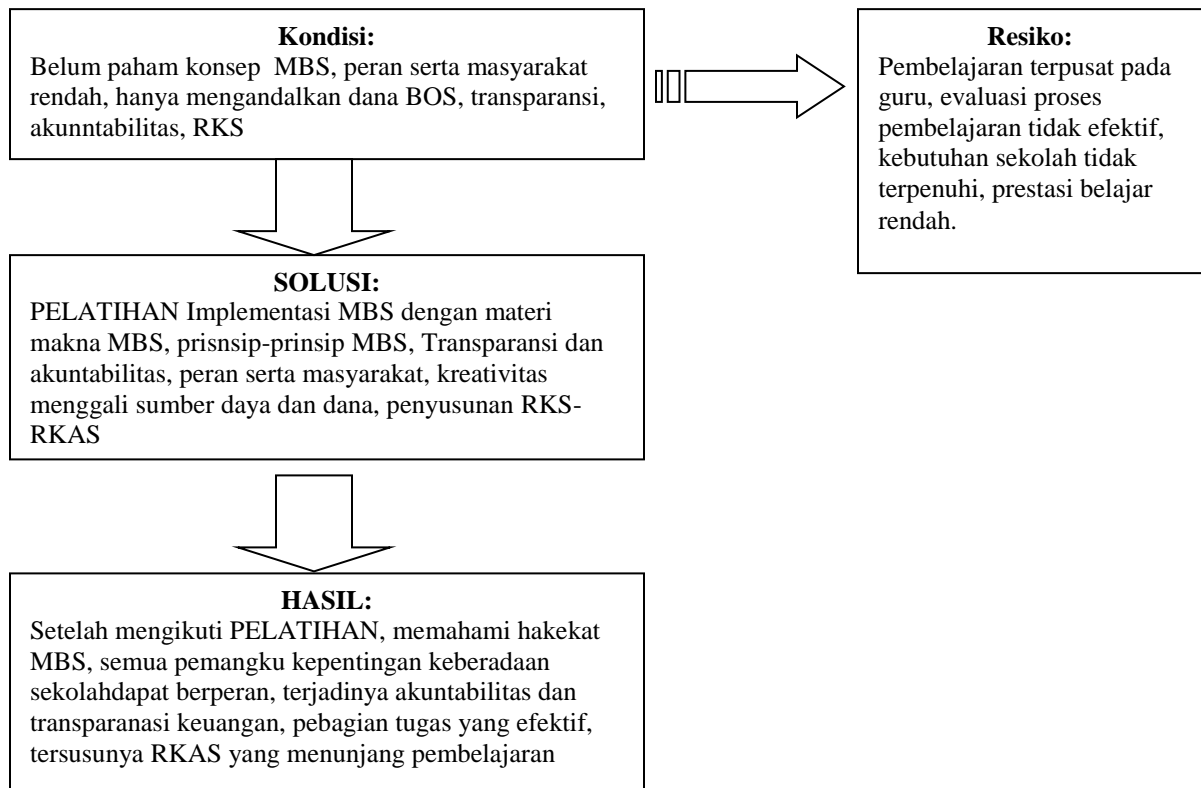 Kondisi:
Belum paham konsep MBS, peran serta masyarakat
rendah, hanya mengandalkan dana BOS, transparansi,
akunntabilitas, RKS
Resiko:
Pembelajaran terpusat pada
guru, evaluasi proses
pembelajaran tidak efektif,
kebutuhan sekolah tidak
terpenuhi, prestasi belajar
rendah.
SOLUSI:
PELATIHAN Implementasi MBS dengan materi
makna MBS, prisnsip-prinsip MBS, Transparansi dan
akuntabilitas, peran serta masyarakat, kreativitas
menggali sumber daya dan dana, penyusunan RKS-
RKAS
HASIL:
Setelah mengikuti PELATIHAN, memahami hakekat
MBS, semua pemangku kepentingan keberadaan
sekolahdapat berperan, terjadinya akuntabilitas dan
transparanasi keuangan, pebagian tugas yang efektif,
tersusunya RKAS yang menunjang pembelajaran